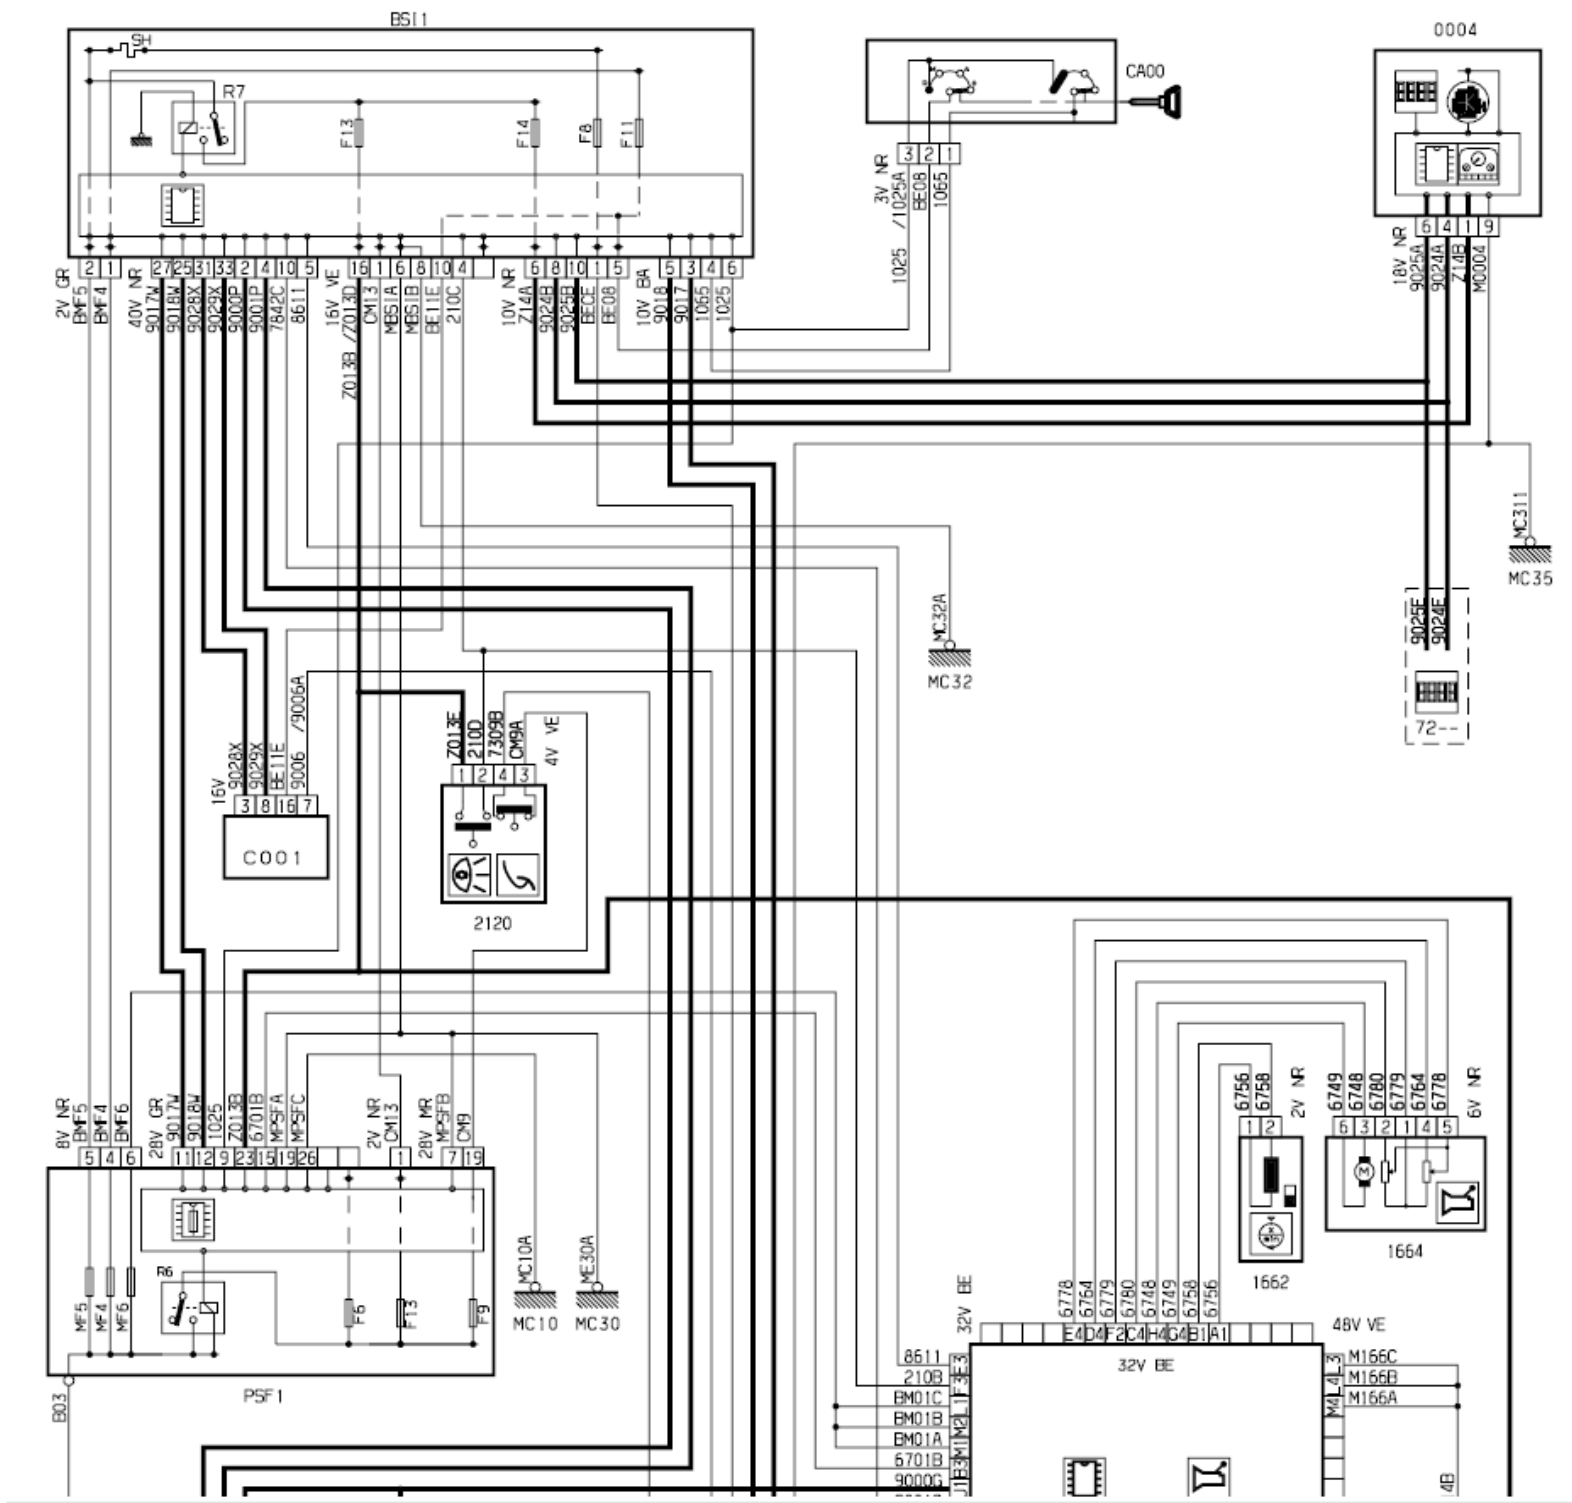 BSI1
SH
R7
F13
F14
F8
F11
CA00
0004
2V GR
2 1
BMF5
BMF4
40V NR
27 25 31 33 2 4 10 5
9017W
9018W
9028X
9029X
9000P
9001P
7842C
8611
16V VE
16 1 6 8 10 4
Z013B /Z013D
CM13
MBSIA
MBSIB
BE11E
210C
10V NR
6 8 10 1 5
Z14A
9024B
9025B
BECE
BE08
10V BA
5 3 4 6
9018
9017
1065
1025
3V NR
3 2 1
1025 /1025A
BE08
1065
18V NR
6 4 1 9
9025A
9024A
Z14B
M0004
MC311
MC35
9025E
9024E
72--
MC32A
MC32
16V
9028X
9029X
BE11E
9006 /9006A
3 8 16 7
C001
Z013E
210D
7309B
CM9A
4V VE
1 2 4 3
2120
8V NR
BMF5
BMF4
BMF6
5 4 6
28V GR
9017W
9018W
1025
Z013B
6701B
MPSFA
MPSFC
11 12 9 23 15 19 26
2V NR
CM13
1
28V MR
MPSFB
CM9
7 19
R6
MF5
MF4
MF6
F6
F13
F9
PSF1
B03
MC10A
MC10
ME30A
MC30
6756
6758
2V NR
1 2
1662
6749
6748
6780
6779
6764
6778
6V NR
6 3 2 1 4 5
M
1664
32V BE
6778
6764
6779
6780
6748
6749
6758
6756
E4 D4 F2 C4 H4 G4 B1 A1
48V VE
32V BE
8611 E3
210B F3
BM01C L1
BM01B M2
BM01A M1
6701B B3
9000G J1
L3 M166C
L4 M166B
M4 M166A
4B